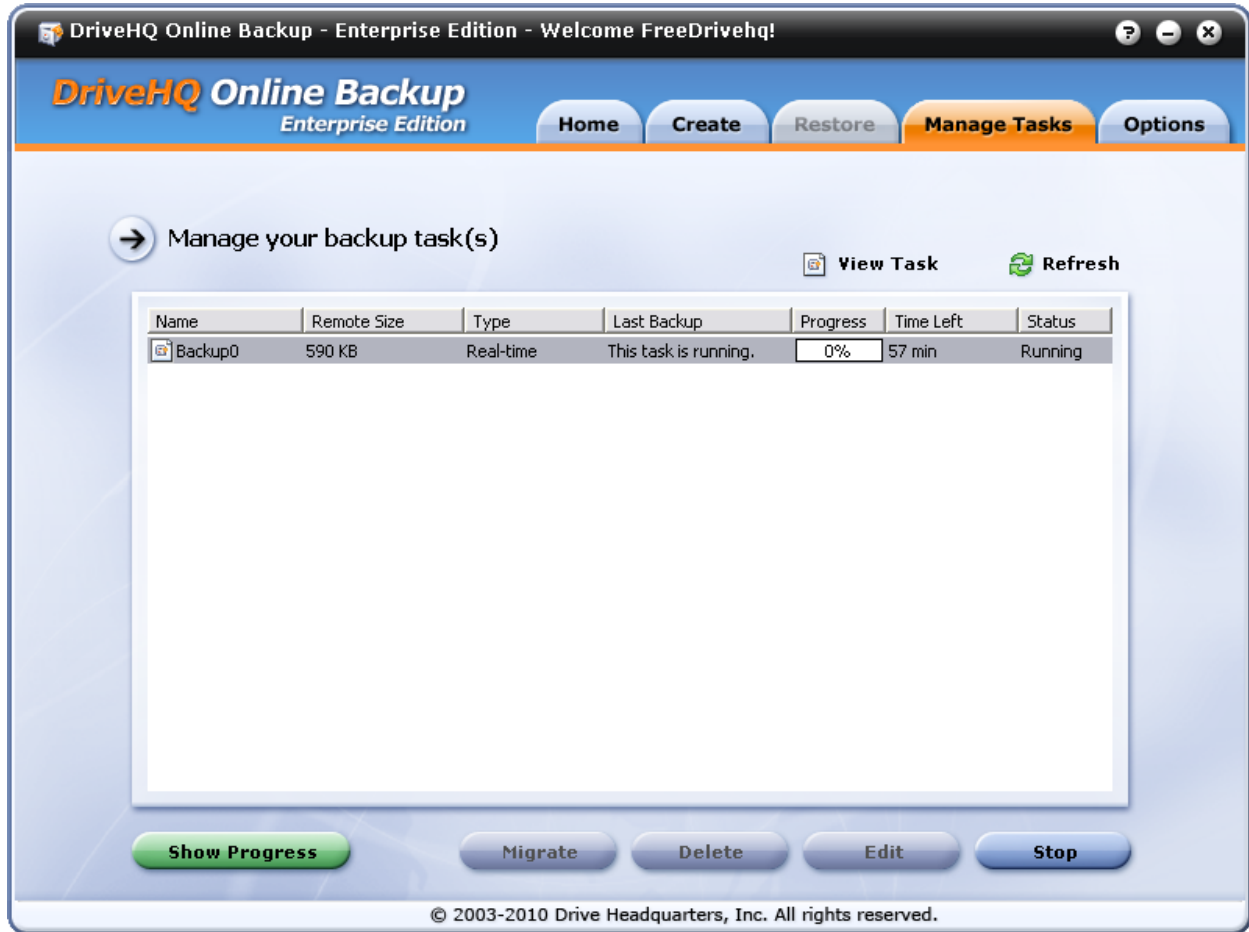 DriveHQ Online Backup - Enterprise Edition - Welcome FreeDrivehq!
DriveHQ Online Backup
Enterprise Edition
Home Create Restore Manage Tasks Options
Manage your backup task(s)
View Task Refresh
Name Remote Size Type Last Backup Progress Time Left Status
Backup0 590 KB Real-time This task is running. 0% 57 min Running
Show Progress Migrate Delete Edit Stop
© 2003-2010 Drive Headquarters, Inc. All rights reserved.